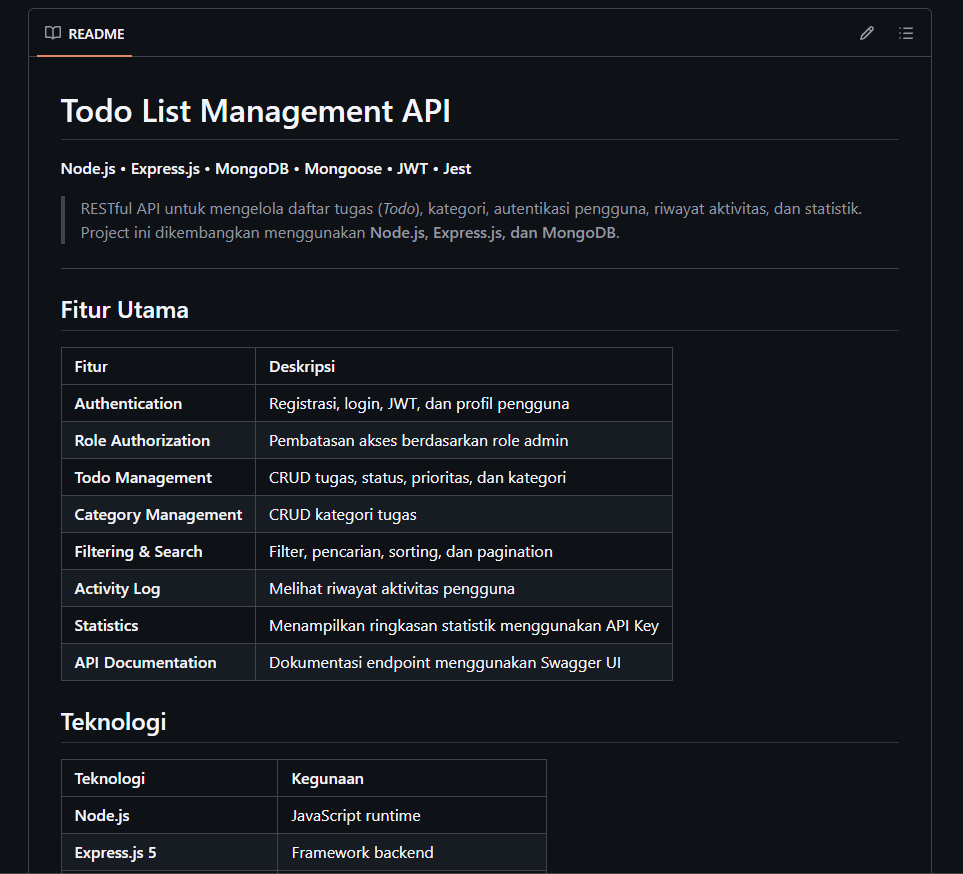 README
Todo List Management API
Node.js • Express.js • MongoDB • Mongoose • JWT • Jest
RESTful API untuk mengelola daftar tugas (Todo), kategori, autentikasi pengguna, riwayat aktivitas, dan statistik.
Project ini dikembangkan menggunakan Node.js, Express.js, dan MongoDB.
Fitur Utama
Fitur Deskripsi
Authentication Registrasi, login, JWT, dan profil pengguna
Role Authorization Pembatasan akses berdasarkan role admin
Todo Management CRUD tugas, status, prioritas, dan kategori
Category Management CRUD kategori tugas
Filtering & Search Filter, pencarian, sorting, dan pagination
Activity Log Melihat riwayat aktivitas pengguna
Statistics Menampilkan ringkasan statistik menggunakan API Key
API Documentation Dokumentasi endpoint menggunakan Swagger UI
Teknologi
Teknologi Kegunaan
Node.js JavaScript runtime
Express.js 5 Framework backend